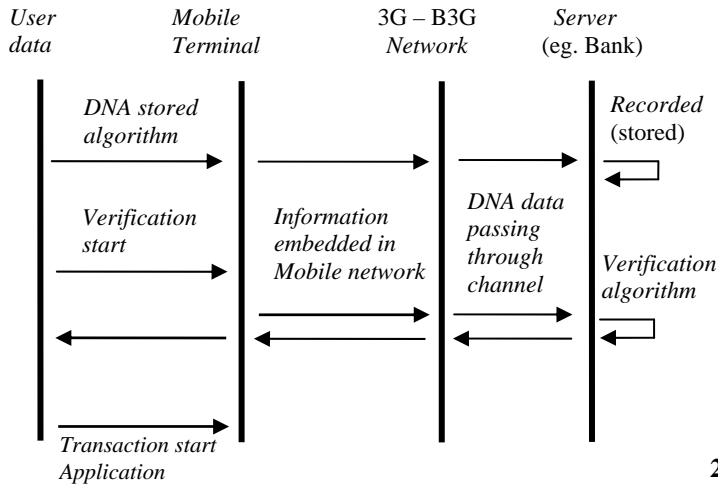 User
data
Mobile
Terminal
3G – B3G
Network
Server
(eg. Bank)
DNA stored
algorithm
Recorded
(stored)
Verification
start
Information
embedded in
Mobile network
DNA data
passing
through
channel
Verification
algorithm
Transaction start
Application
2